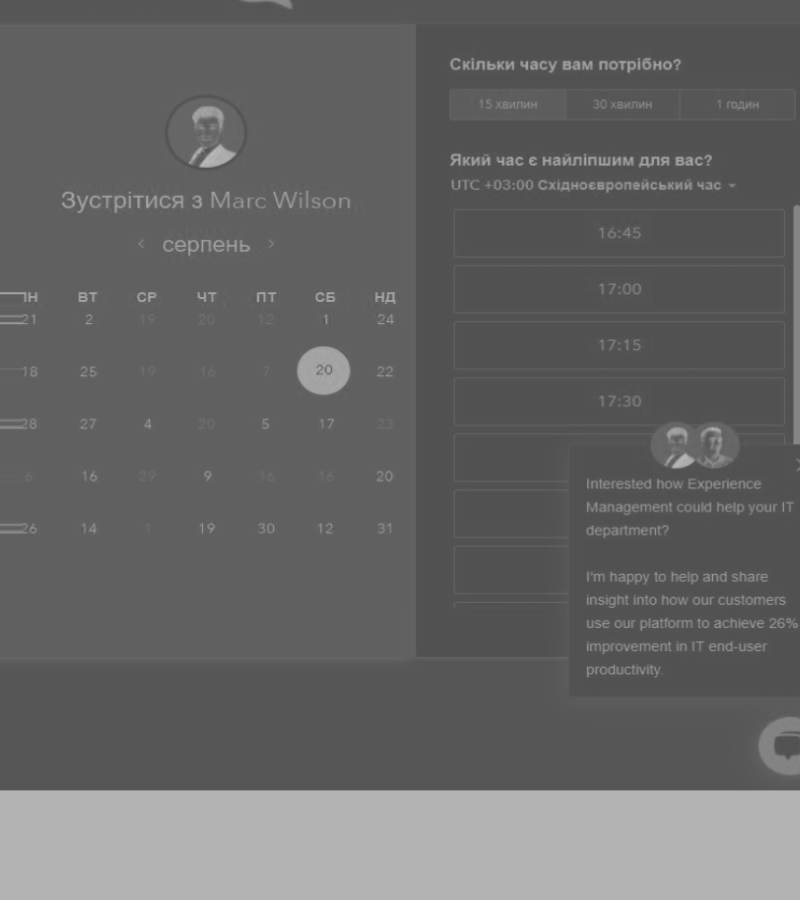 Зустрітися з Marc Wilson
серпень
ПН ВТ СР ЧТ ПТ СБ НД
21 2 19 20 12 1 24
18 25 19 16 7 20 22
28 27 4 20 5 17 23
6 16 29 9 16 16 20
26 14 1 19 30 12 31
Скільки часу вам потрібно?
15 хвилин 30 хвилин 1 годин
Який час є найліпшим для вас?
UTC +03:00 Східноєвропейський час
16:45
17:00
17:15
17:30
Interested how Experience
Management could help your IT
department?
I'm happy to help and share
insight into how our customers
use our platform to achieve 26%
improvement in IT end-user
productivity.